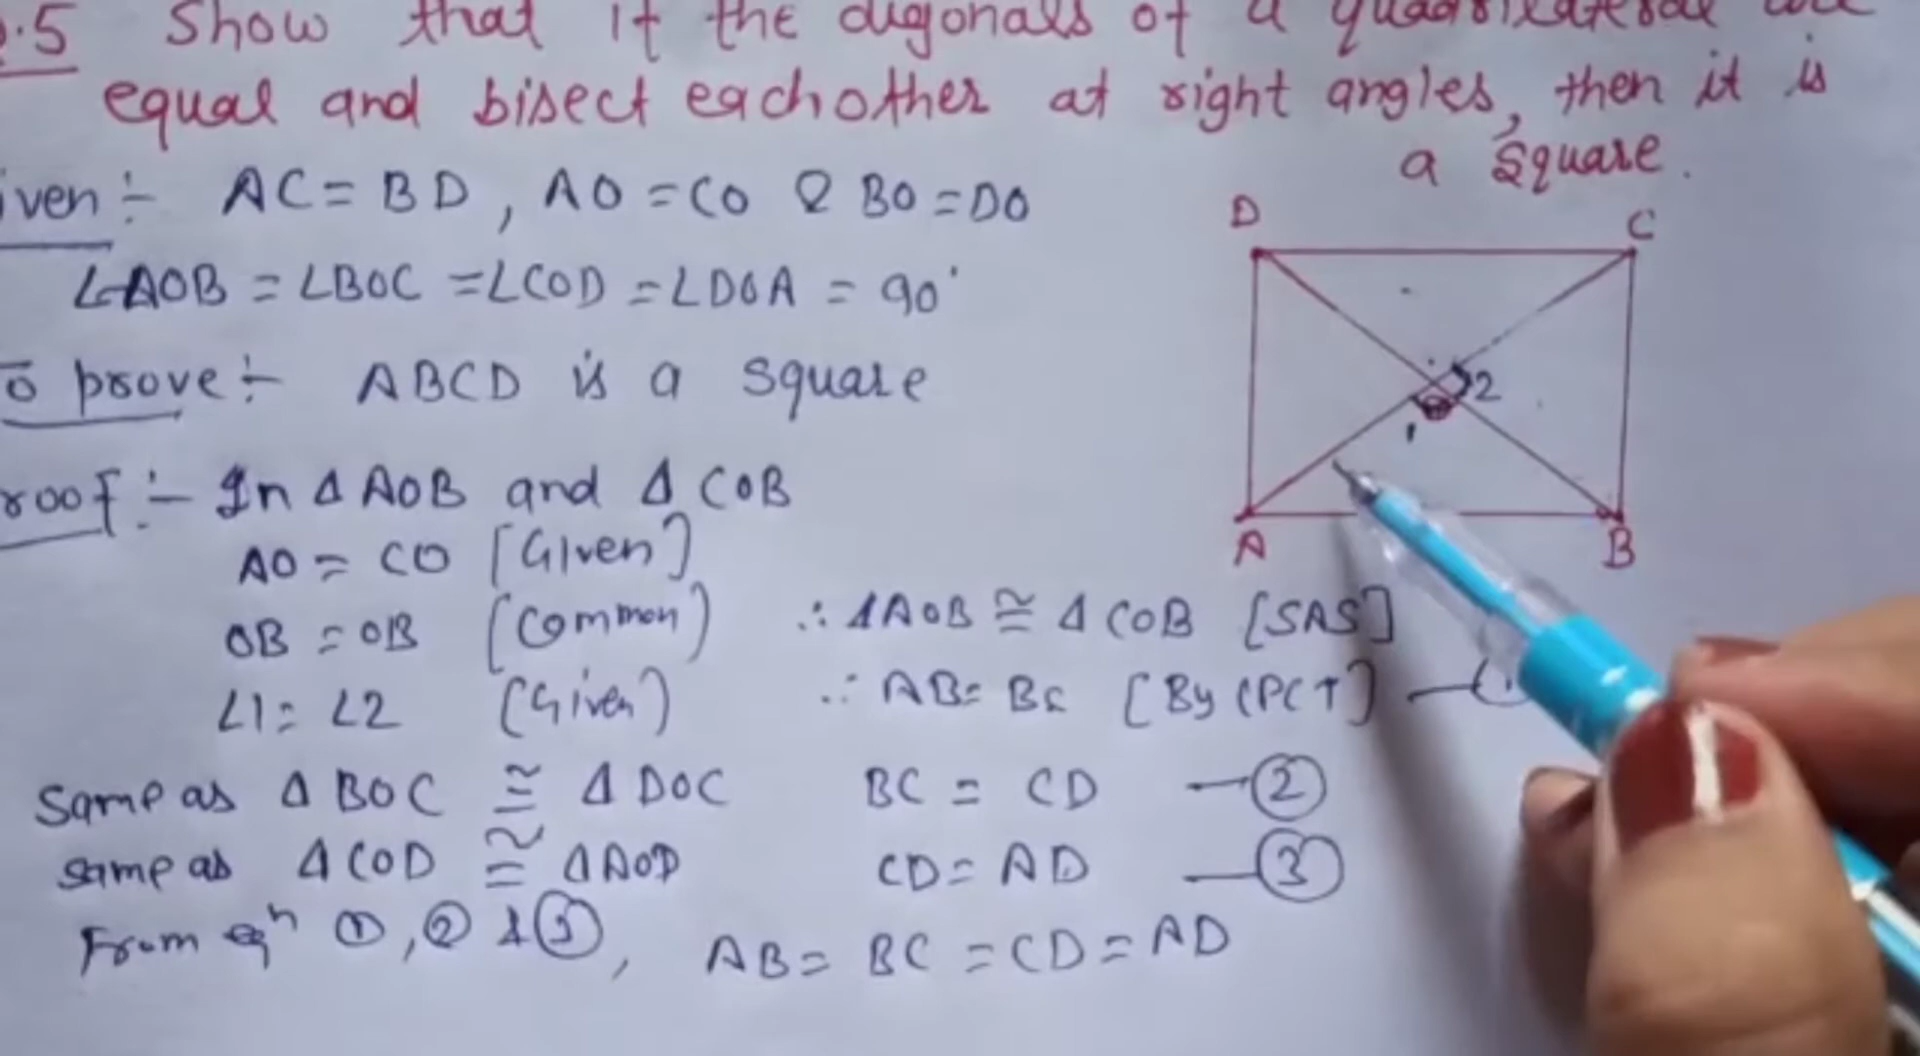 .5 Show that if the digonals of a quadrilateral
equal and bisect eachother at right angles, then it is
a square.
iven :- AC = BD, AO = CO & BO = DO
∠AOB = ∠BOC = ∠COD = ∠DOA = 90°
To prove :- ABCD is a square
roof :- In Δ AOB and Δ COB
AO = CO [Given]
OB = OB (Common) ∴ ΔAOB ≅ Δ COB [SAS]
∠1 = ∠2 (Given) ∴ AB = BC [By CPCT] —
Same as Δ BOC ≅ Δ DOC BC = CD — ②
Same as Δ COD ≅ ΔAOD CD = AD — ③
From eqn ①, ② & ③, AB = BC = CD = AD
D
C
2
1
A
B